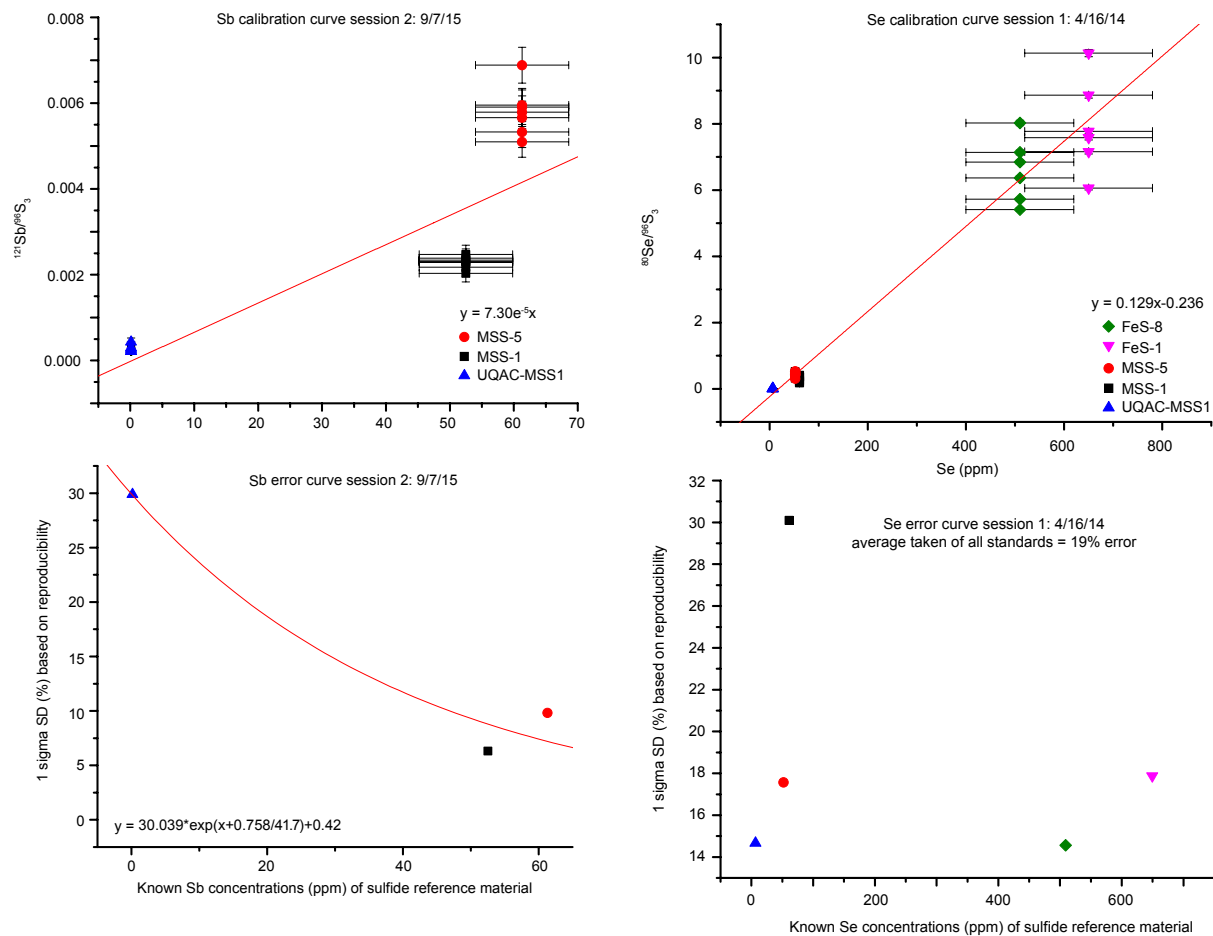 Sb calibration curve session 2: 9/7/15
0.008
0.006
0.004
0.002
0.000
¹²¹Sb/⁹⁶S₃
y = 7.30e⁻⁵x
MSS-5
MSS-1
UQAC-MSS1
0 10 20 30 40 50 60 70
Se calibration curve session 1: 4/16/14
10
8
6
4
2
0
⁸⁰Se/⁹⁶S₃
y = 0.129x-0.236
FeS-8
FeS-1
MSS-5
MSS-1
UQAC-MSS1
0 200 400 600 800
Se (ppm)
Sb error curve session 2: 9/7/15
30
25
20
15
10
5
0
1 sigma SD (%) based on reproducibility
y = 30.039*exp(x+0.758/41.7)+0.42
0 20 40 60
Known Sb concentrations (ppm) of sulfide reference material
Se error curve session 1: 4/16/14
average taken of all standards = 19% error
32
30
28
26
24
22
20
18
16
14
1 sigma SD (%) based on reproducibility
0 200 400 600
Known Se concentrations (ppm) of sulfide reference material